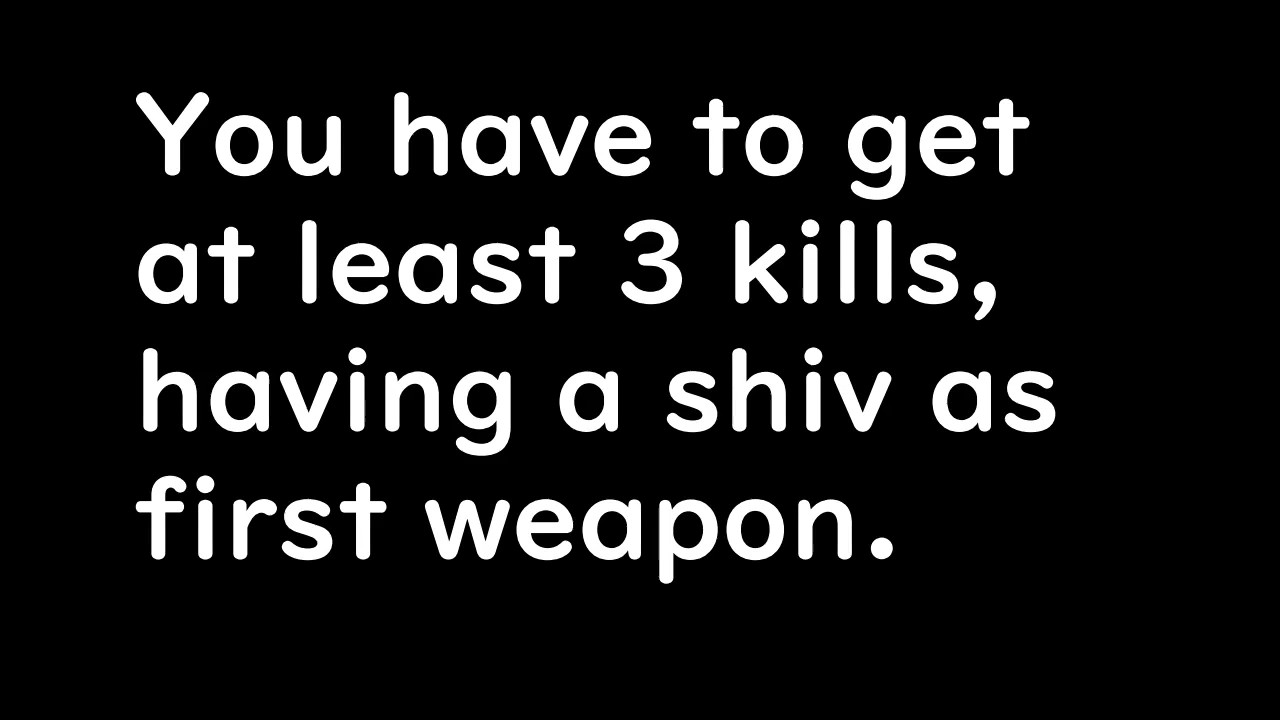 You have to get
at least 3 kills,
having a shiv as
first weapon.